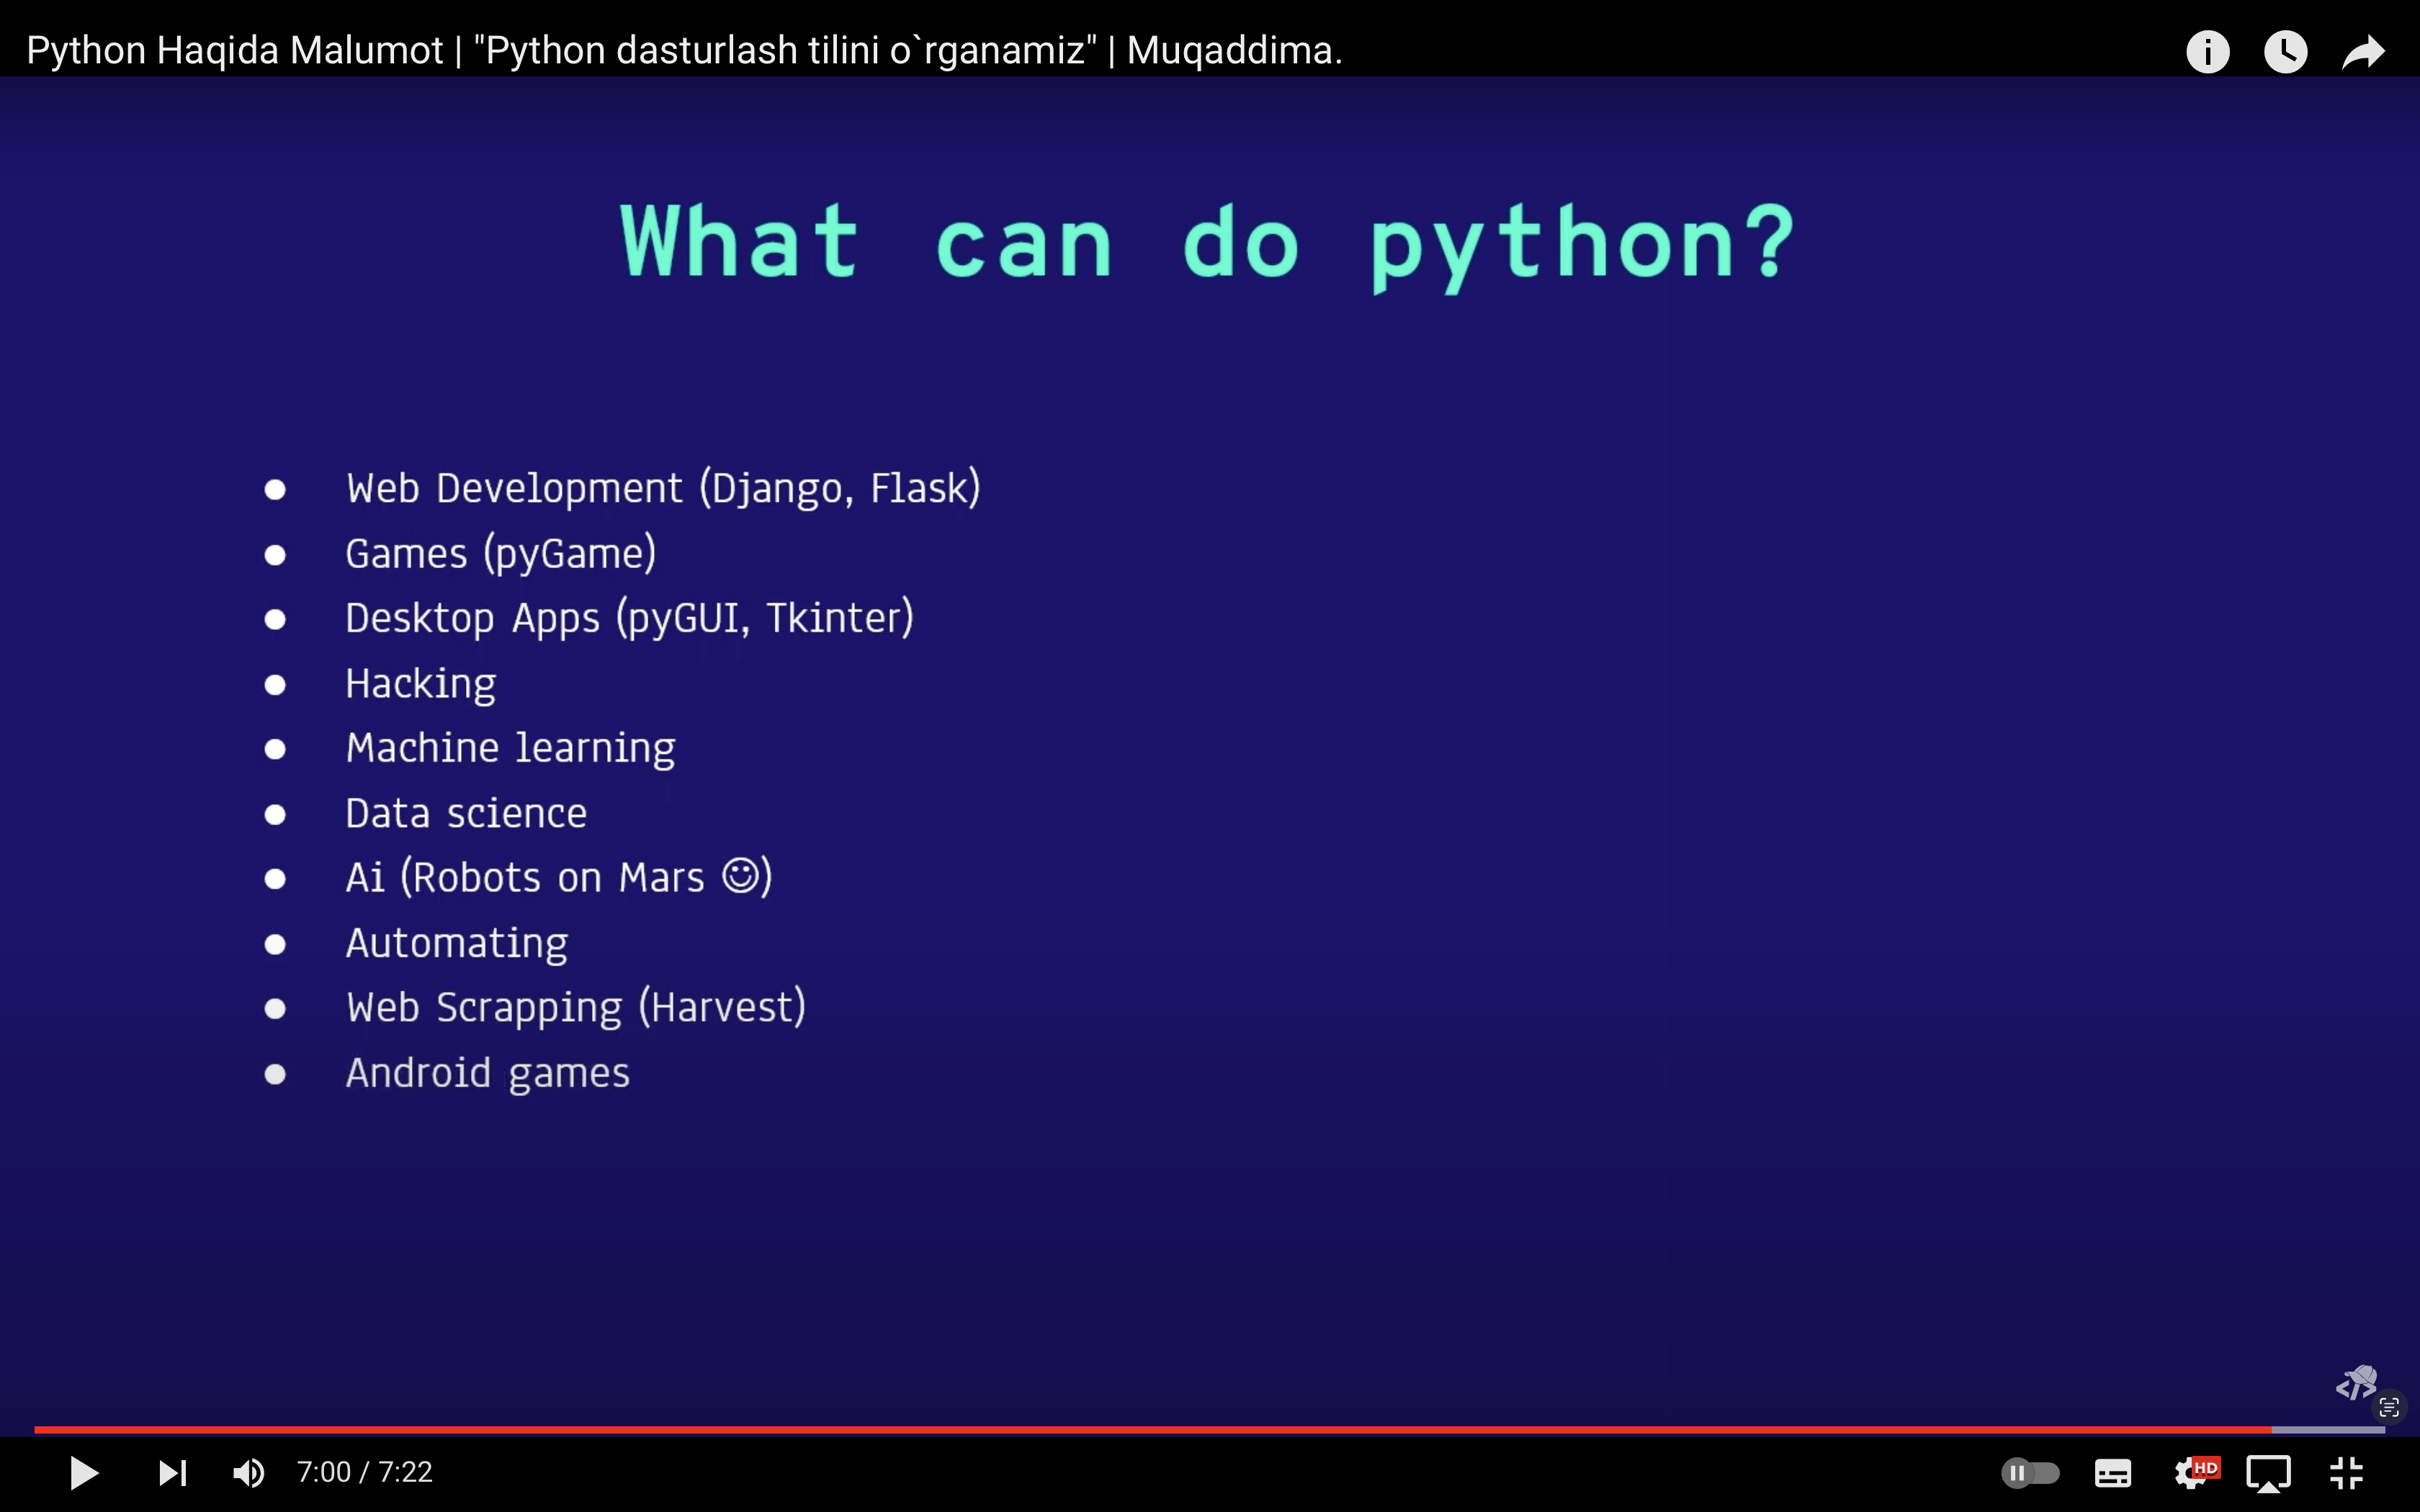 Python Haqida Malumot | "Python dasturlash tilini o`rganamiz" | Muqaddima.
What can do python?
● Web Development (Django, Flask)
● Games (pyGame)
● Desktop Apps (pyGUI, Tkinter)
● Hacking
● Machine learning
● Data science
● Ai (Robots on Mars ☺)
● Automating
● Web Scrapping (Harvest)
● Android games
7:00 / 7:22
HD